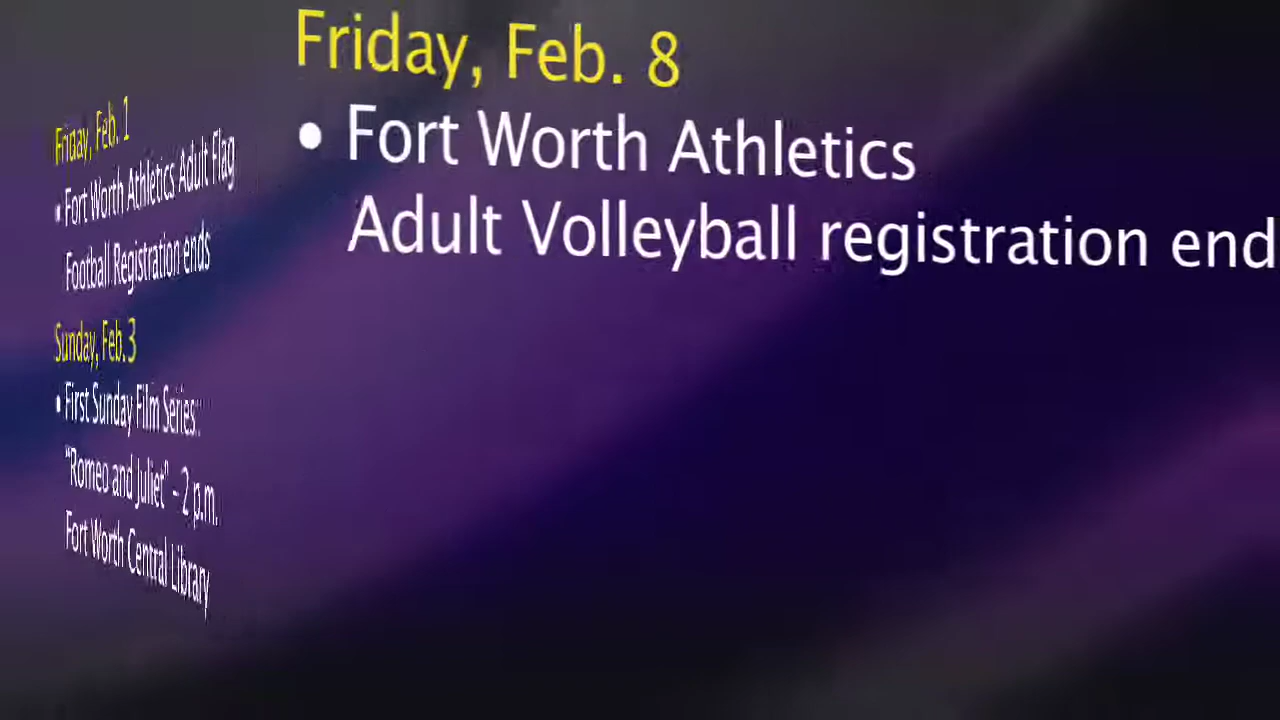 Friday, Feb. 1
• Fort Worth Athletics Adult Flag
Football Registration ends
Sunday, Feb. 3
• First Sunday Film Series:
"Romeo and Juliet" - 2 p.m.
Fort Worth Central Library
Friday, Feb. 8
• Fort Worth Athletics
Adult Volleyball registration end